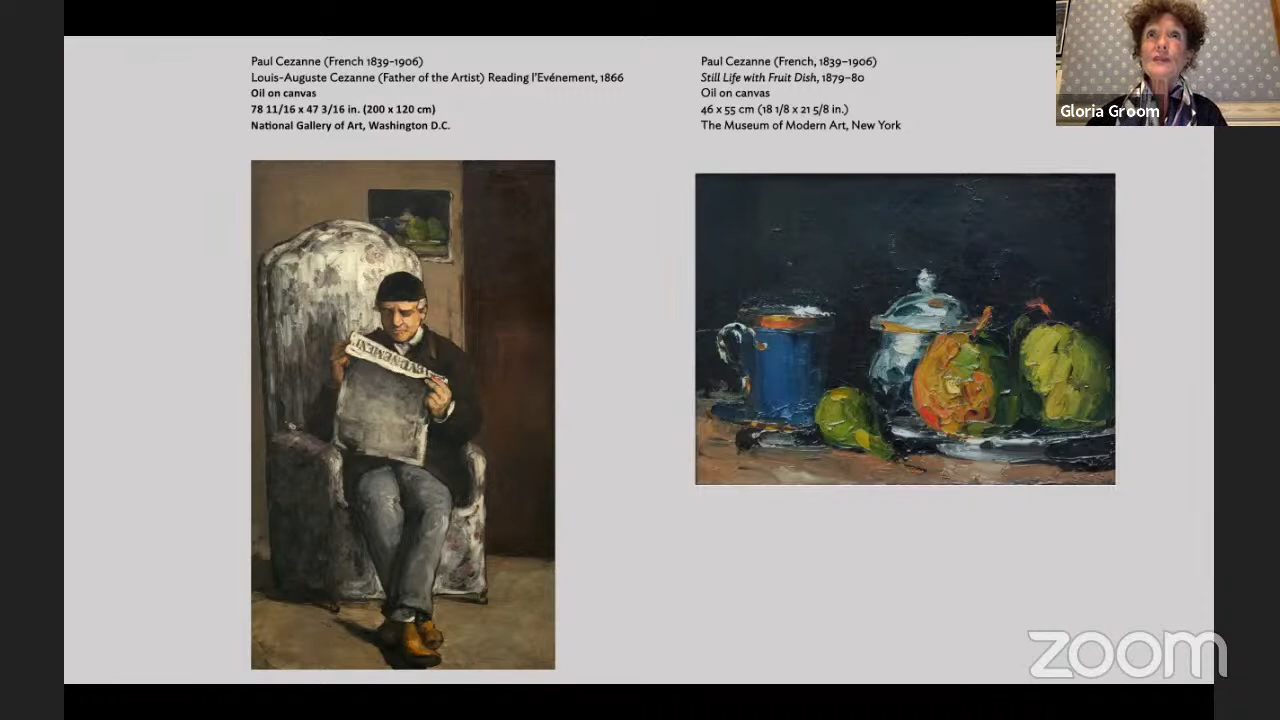 Paul Cezanne (French 1839-1906)
Louis-Auguste Cezanne (Father of the Artist) Reading l'Evénement, 1866
Oil on canvas
78 11/16 x 47 3/16 in. (200 x 120 cm)
National Gallery of Art, Washington D.C.
Paul Cezanne (French, 1839-1906)
Still Life with Fruit Dish, 1879-80
Oil on canvas
46 x 55 cm (18 1/8 x 21 5/8 in.)
The Museum of Modern Art, New York
Gloria Groom
zoom